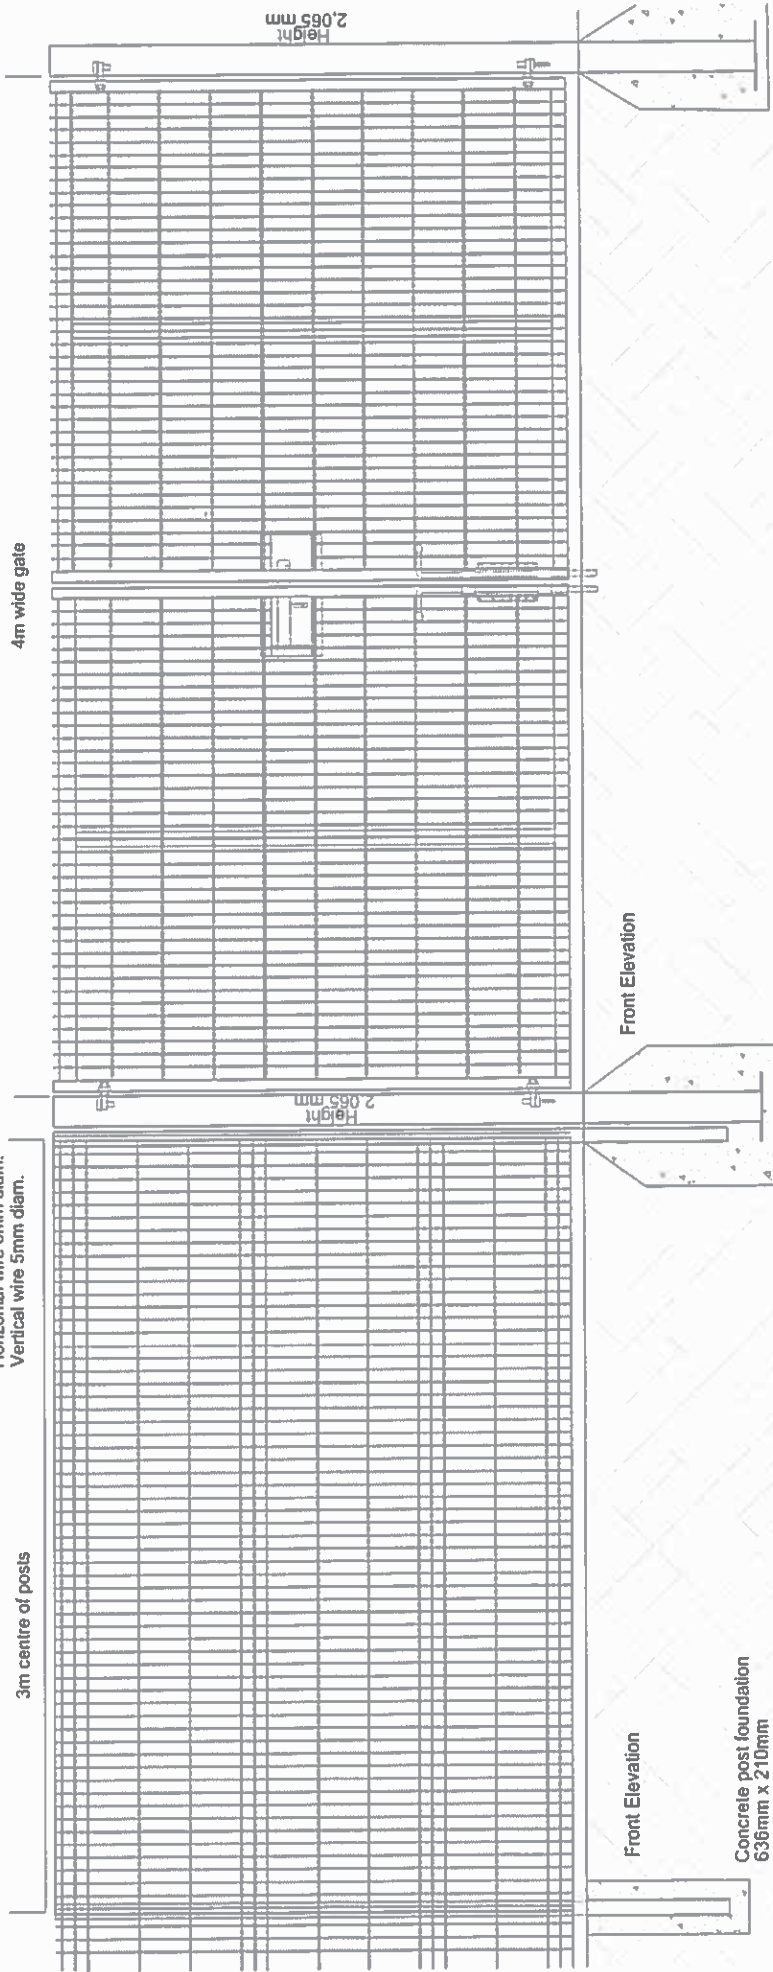 Vertical wire 5mm diam.
3m centre of posts
4m wide gate
Height
2,065 mm
Height
2,065 mm
Front Elevation
Front Elevation
Concrete post foundation
636mm x 210mm